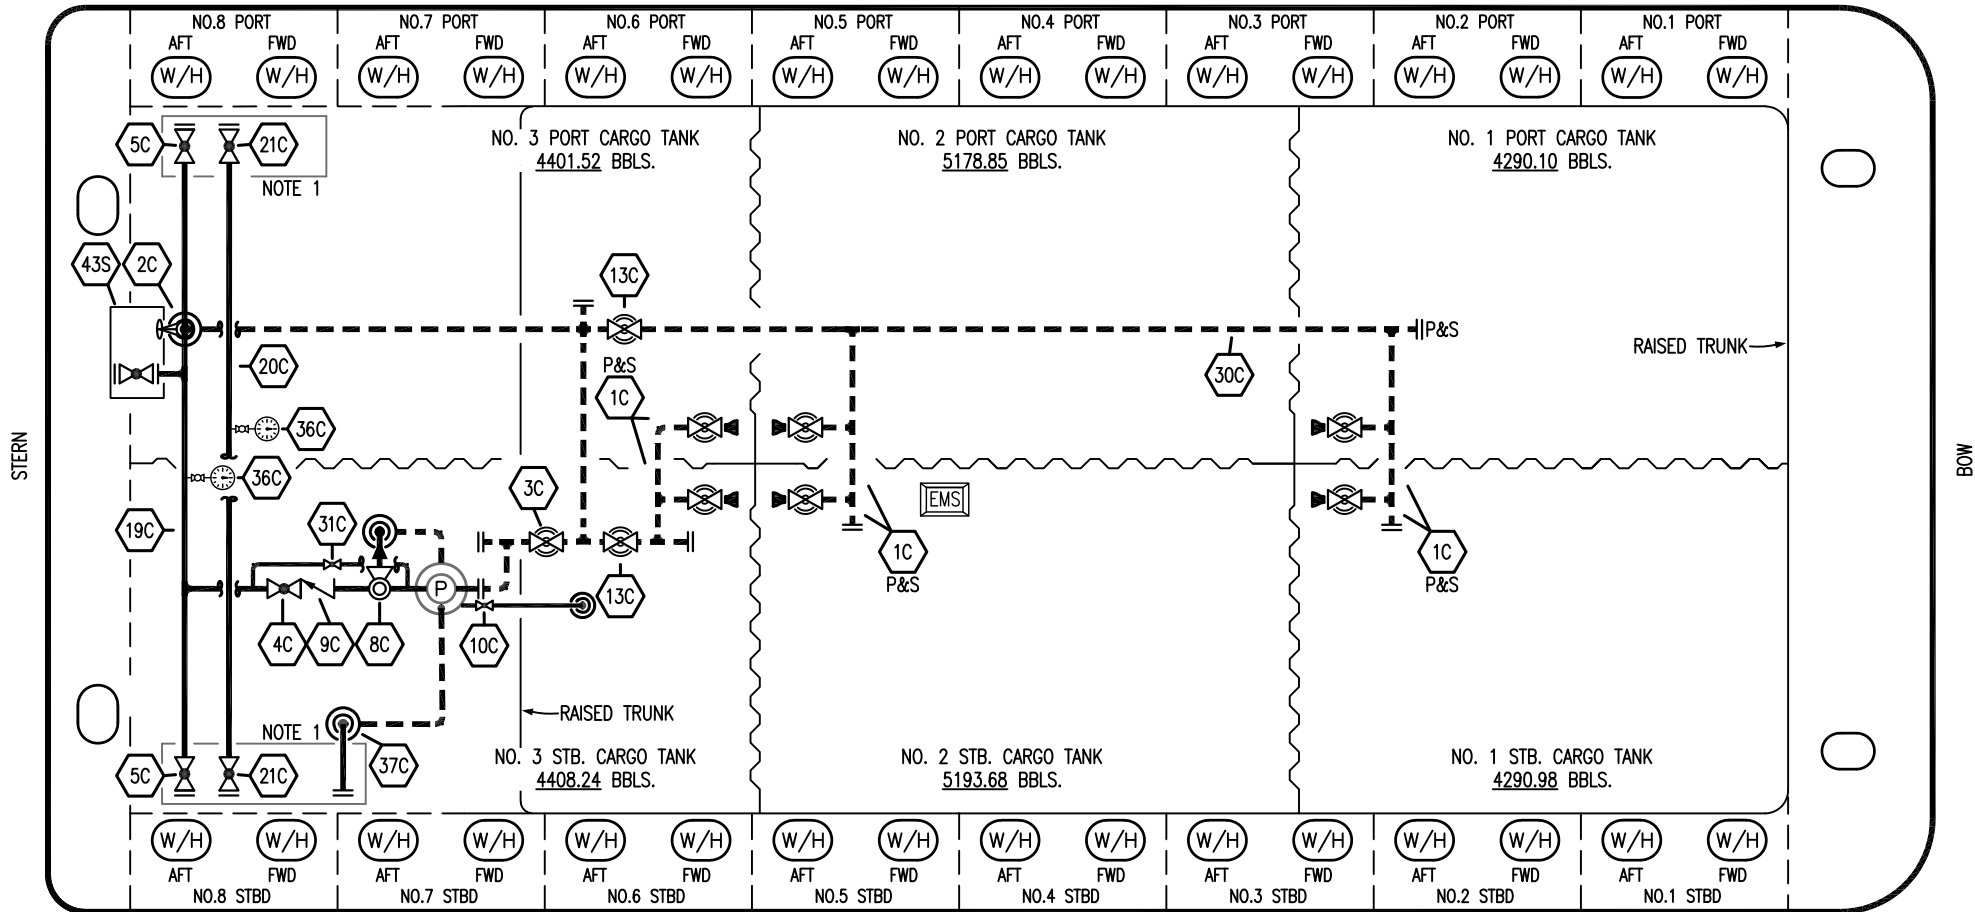 NO.8 PORT NO.7 PORT NO.6 PORT NO.5 PORT NO.4 PORT NO.3 PORT NO.2 PORT NO.1 PORT
AFT FWD AFT FWD AFT FWD AFT FWD AFT FWD AFT FWD AFT FWD AFT FWD
W/H W/H W/H W/H W/H W/H W/H W/H W/H W/H W/H W/H W/H W/H W/H W/H
5C 21C
NOTE 1
NO. 3 PORT CARGO TANK
4401.52 BBLS.
NO. 2 PORT CARGO TANK
5178.85 BBLS.
NO. 1 PORT CARGO TANK
4290.10 BBLS.
43S 2C 13C
P&S
RAISED TRUNK
20C
P&S
1C
30C
36C
36C
STERN
BOW
3C
EMS
19C
31C
1C
P&S
1C
P&S
P
4C 9C 8C 10C 13C
RAISED TRUNK
NOTE 1
37C
5C 21C
NO. 3 STB. CARGO TANK
4408.24 BBLS.
NO. 2 STB. CARGO TANK
5193.68 BBLS.
NO. 1 STB. CARGO TANK
4290.98 BBLS.
W/H W/H W/H W/H W/H W/H W/H W/H W/H W/H W/H W/H W/H W/H W/H W/H
AFT FWD AFT FWD AFT FWD AFT FWD AFT FWD AFT FWD AFT FWD AFT FWD
NO.8 STBD NO.7 STBD NO.6 STBD NO.5 STBD NO.4 STBD NO.3 STBD NO.2 STBD NO.1 STBD